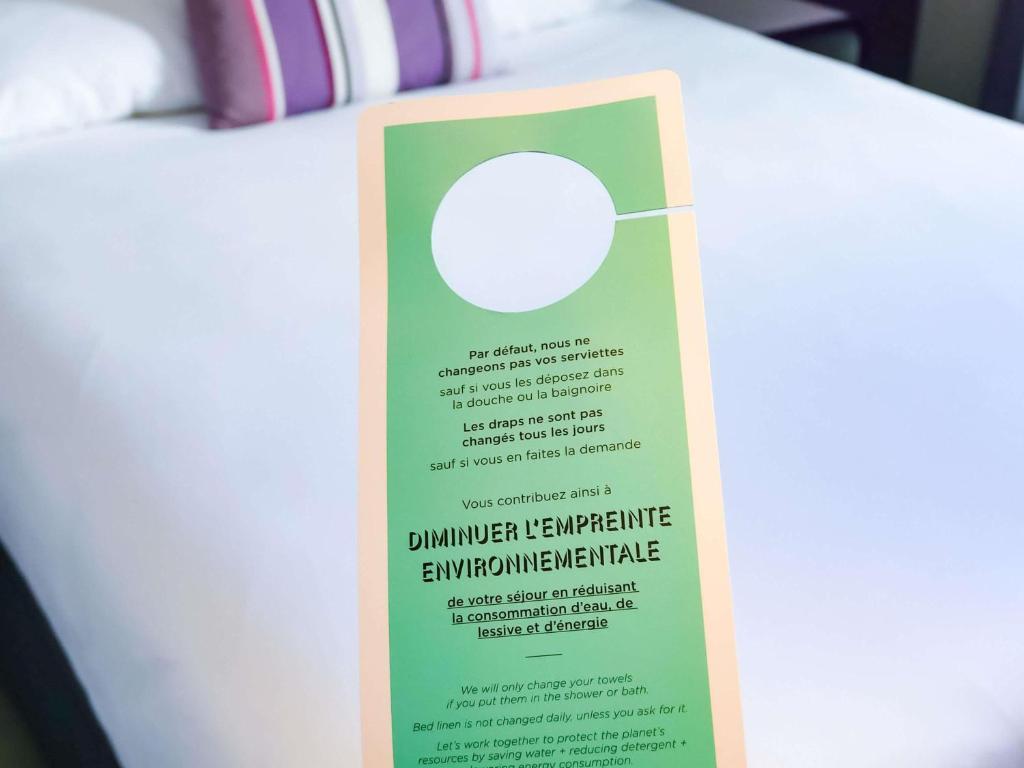 Par défaut, nous ne
changeons pas vos serviettes
sauf si vous les déposez dans
la douche ou la baignoire
Les draps ne sont pas
changés tous les jours
sauf si vous en faites la demande
Vous contribuez ainsi à
DIMINUER L'EMPREINTE
ENVIRONNEMENTALE
de votre séjour en réduisant
la consommation d'eau, de
lessive et d'énergie
We will only change your towels
if you put them in the shower or bath.
Bed linen is not changed daily, unless you ask for it.
Let's work together to protect the planet's
resources by saving water + reducing detergent +
lowering energy consumption.